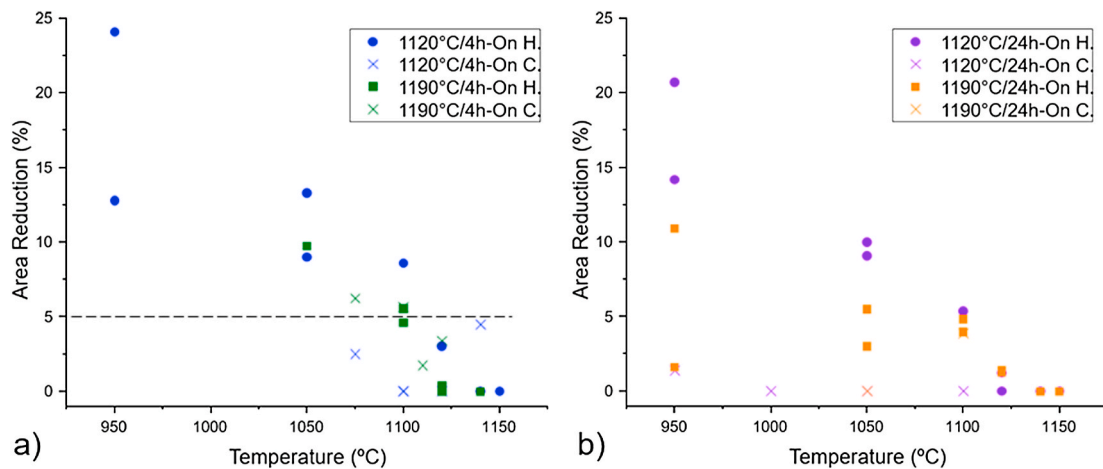 25
20
15
10
5
0
Area Reduction (%)
1120°C/4h-On H.
1120°C/4h-On C.
1190°C/4h-On H.
1190°C/4h-On C.
950
1000
1050
1100
1150
Temperature (ºC)
a)
25
20
15
10
5
0
Area Reduction (%)
1120°C/24h-On H.
1120°C/24h-On C.
1190°C/24h-On H.
1190°C/24h-On C.
950
1000
1050
1100
1150
Temperature (ºC)
b)